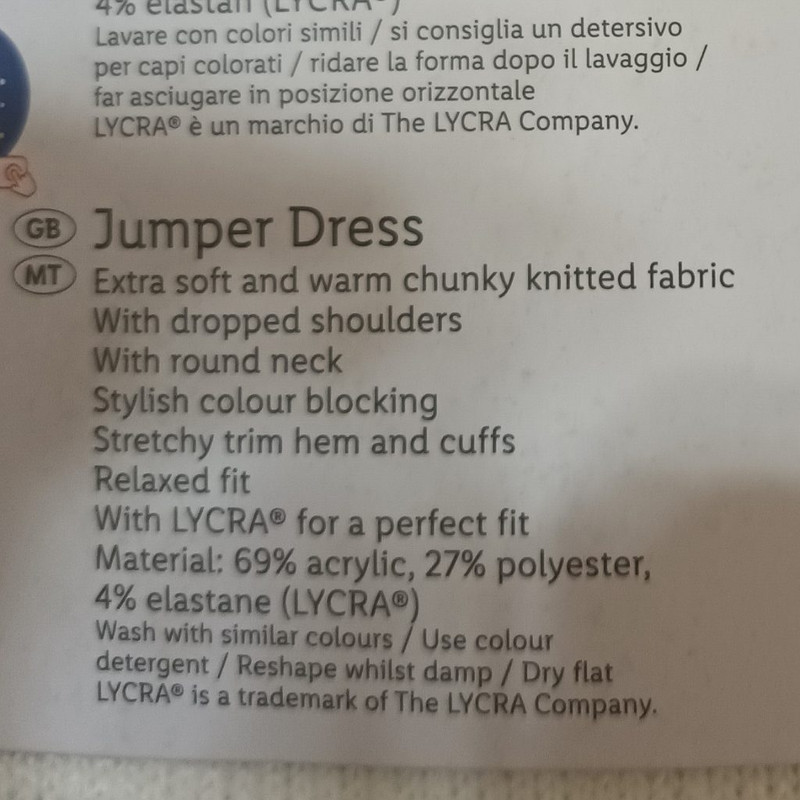 4% elastan (LYCRA®)
Lavare con colori simili / si consiglia un detersivo
per capi colorati / ridare la forma dopo il lavaggio /
far asciugare in posizione orizzontale
LYCRA® è un marchio di The LYCRA Company.
GB Jumper Dress
MT Extra soft and warm chunky knitted fabric
With dropped shoulders
With round neck
Stylish colour blocking
Stretchy trim hem and cuffs
Relaxed fit
With LYCRA® for a perfect fit
Material: 69% acrylic, 27% polyester,
4% elastane (LYCRA®)
Wash with similar colours / Use colour
detergent / Reshape whilst damp / Dry flat
LYCRA® is a trademark of The LYCRA Company.